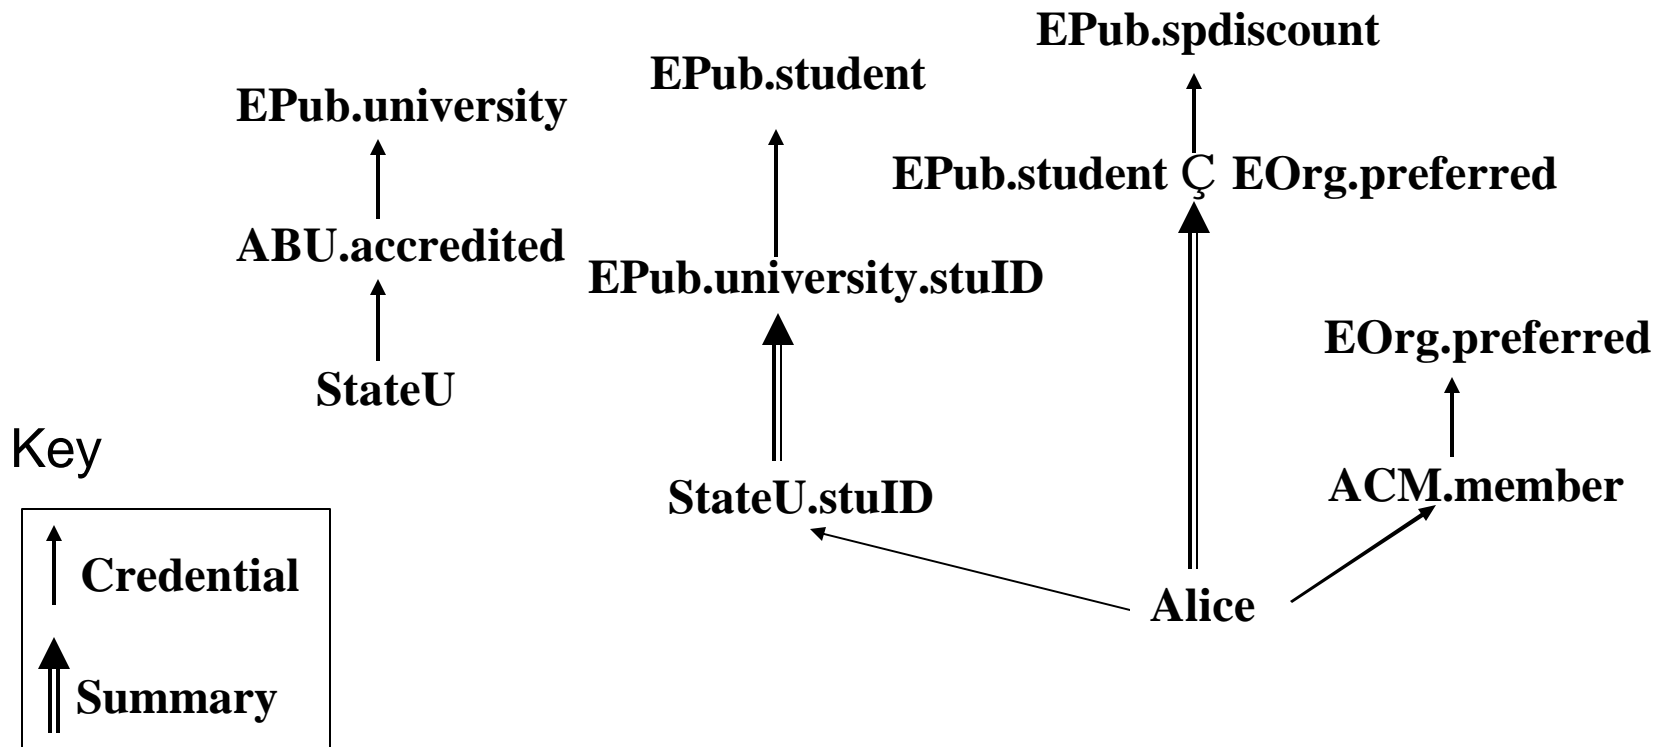 EPub.spdiscount
EPub.student
EPub.university
EPub.student Ç EOrg.preferred
ABU.accredited
EPub.university.stuID
EOrg.preferred
StateU
Key
ACM.member
StateU.stuID
Credential
Alice
Summary